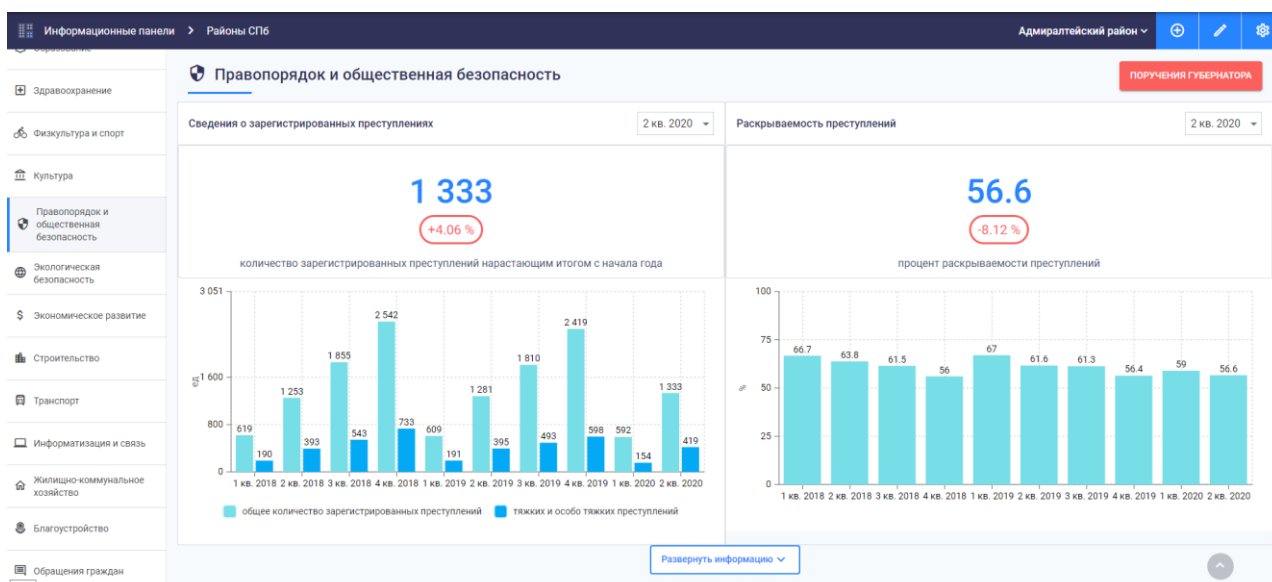 Информационные панели > Районы СПб
Адмиралтейский район
Образование
Здравоохранение
Физкультура и спорт
Культура
Правопорядок и
общественная
безопасность
Экологическая
безопасность
Экономическое развитие
Строительство
Транспорт
Информатизация и связь
Жилищно-коммунальное
хозяйство
Благоустройство
Обращения граждан
Правопорядок и общественная безопасность
ПОРУЧЕНИЯ ГУБЕРНАТОРА
Сведения о зарегистрированных преступлениях
2 кв. 2020
1 333
+4.06 %
количество зарегистрированных преступлений нарастающим итогом с начала года
3 051
1 600
800
0
ед
619 190 1 253 393 1 855 543 2 542 733 609 191 1 281 395 1 810 493 2 419 598 592 154 1 333 419
1 кв. 2018 2 кв. 2018 3 кв. 2018 4 кв. 2018 1 кв. 2019 2 кв. 2019 3 кв. 2019 4 кв. 2019 1 кв. 2020 2 кв. 2020
общее количество зарегистрированных преступлений тяжких и особо тяжких преступлений
Раскрываемость преступлений
2 кв. 2020
56.6
-8.12 %
процент раскрываемости преступлений
100
75
50
25
0
%
66.7 63.8 61.5 56 67 61.6 61.3 56.4 59 56.6
1 кв. 2018 2 кв. 2018 3 кв. 2018 4 кв. 2018 1 кв. 2019 2 кв. 2019 3 кв. 2019 4 кв. 2019 1 кв. 2020 2 кв. 2020
Развернуть информацию